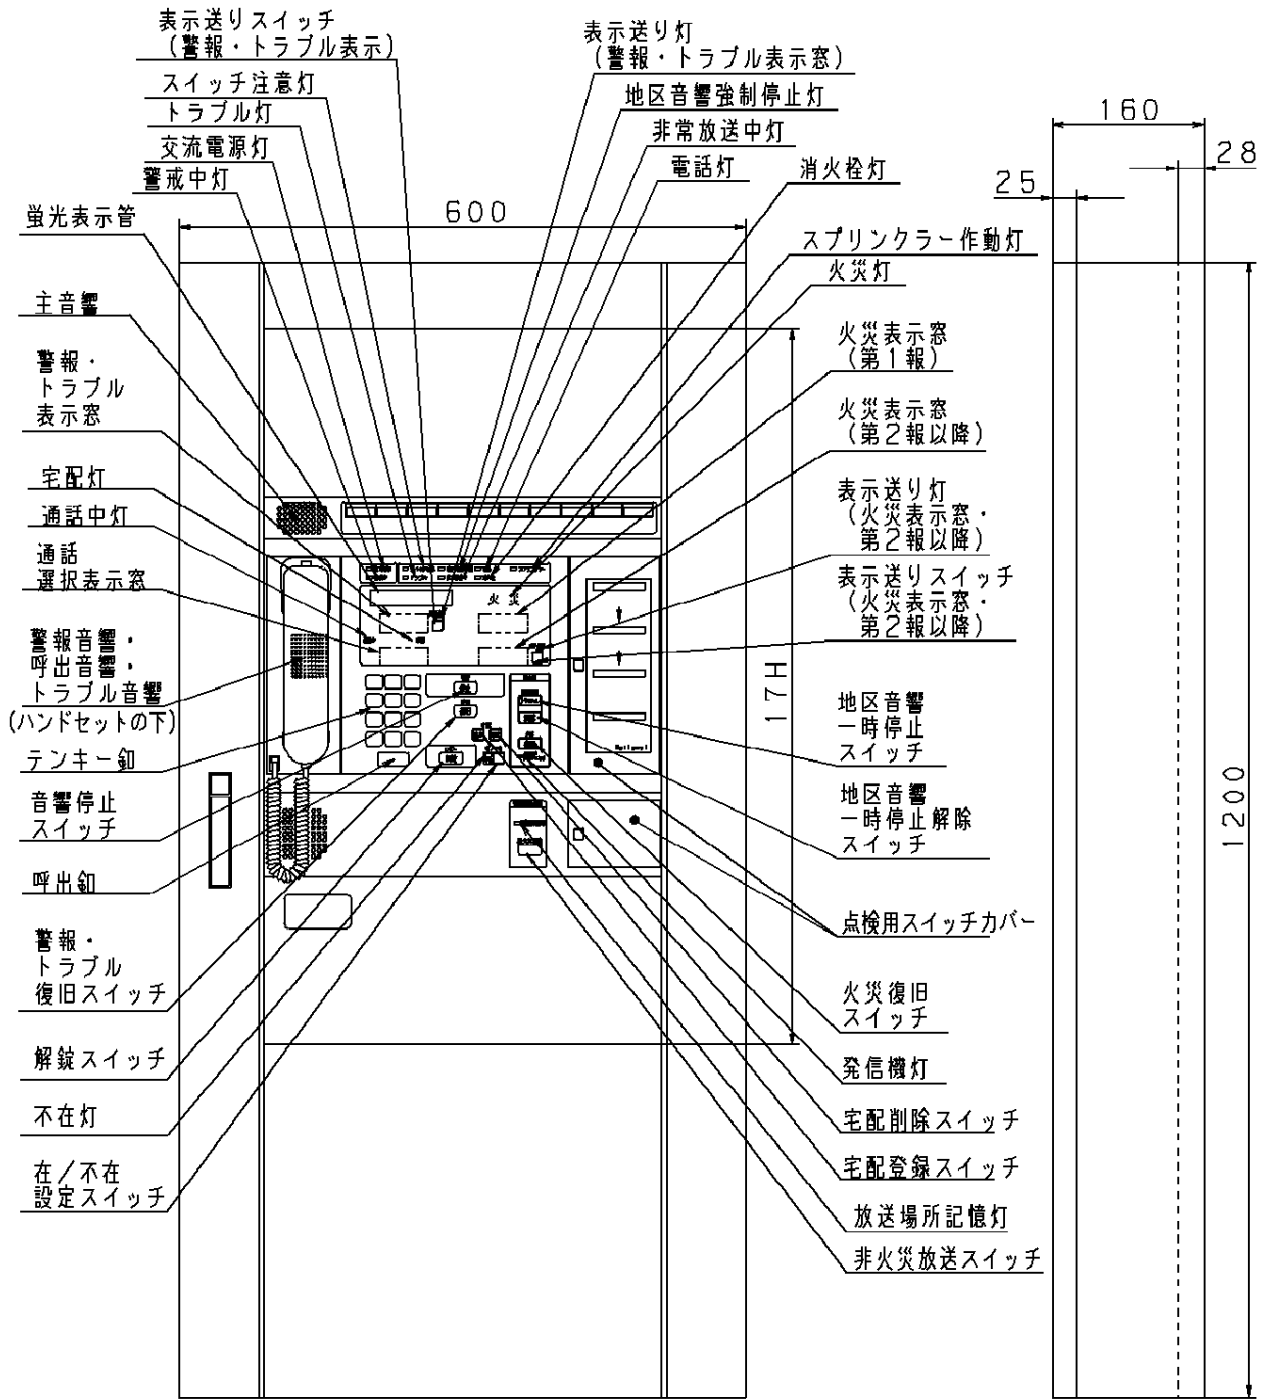 表示送りスイッチ
(警報・トラブル表示)
スイッチ注意灯
トラブル灯
交流電源灯
警戒中灯
蛍光表示管
主音響
警報・
トラブル
表示窓
宅配灯
通話中灯
通話
選択表示窓
警報音響・
呼出音響・
トラブル音響
(ハンドセットの下)
テンキー釦
音響停止
スイッチ
呼出釦
警報・
トラブル
復旧スイッチ
解錠スイッチ
不在灯
在/不在
設定スイッチ
表示送り灯
(警報・トラブル表示窓)
地区音響強制停止灯
非常放送中灯
電話灯
消火栓灯
スプリンクラー作動灯
火災灯
火災表示窓
(第1報)
火災表示窓
(第2報以降)
表示送り灯
(火災表示窓・
第2報以降)
表示送りスイッチ
(火災表示窓・
第2報以降)
地区音響
一時停止
スイッチ
地区音響
一時停止解除
スイッチ
点検用スイッチカバー
火災復旧
スイッチ
発信機灯
宅配削除スイッチ
宅配登録スイッチ
放送場所記憶灯
非火災放送スイッチ
600
火災
17H
160
28
25
1200